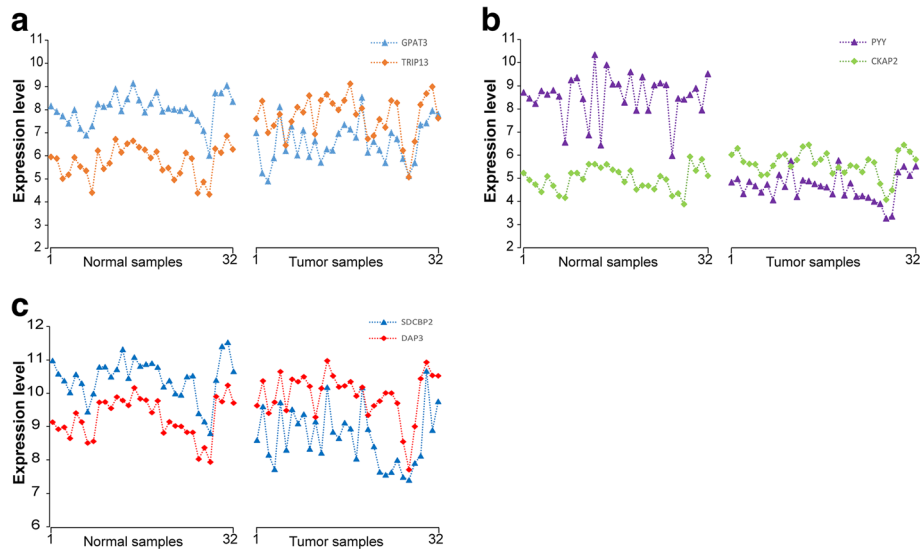 a
GPAT3
TRIP13
Expression level
11
10
9
8
7
6
5
4
3
2
1 Normal samples 32
1 Tumor samples 32
b
PYY
CKAP2
Expression level
11
10
9
8
7
6
5
4
3
2
1 Normal samples 32
1 Tumor samples 32
c
SDCBP2
DAP3
Expression level
12
11
10
9
8
7
6
1 Normal samples 32
1 Tumor samples 32